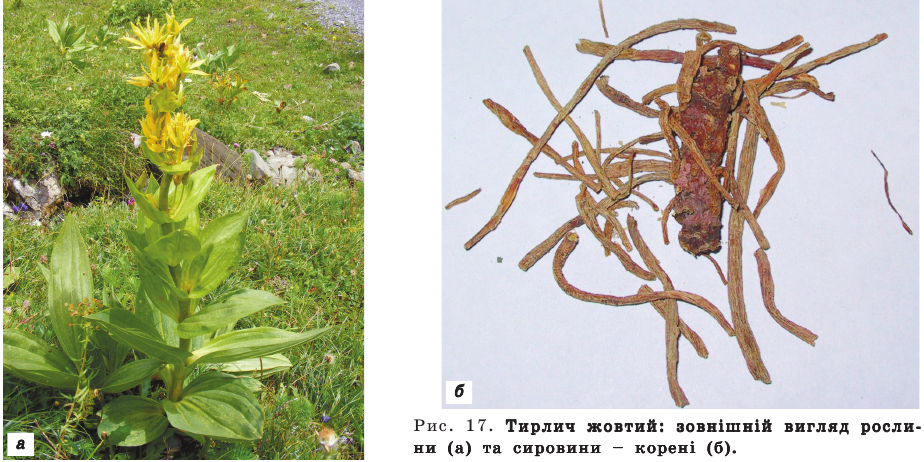 а
б
Рис. 17. Тирлич жовтий: зовнішній вигляд росли-
ни (а) та сировини – корені (б).